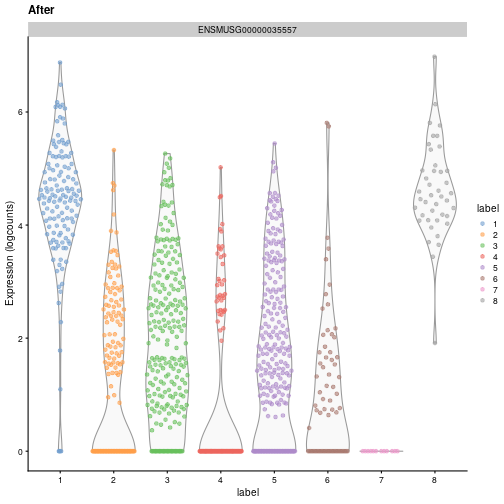 After
ENSMUSG00000035557
Expression (logcounts)
6
4
2
0
1 2 3 4 5 6 7 8
label
label
1
2
3
4
5
6
7
8